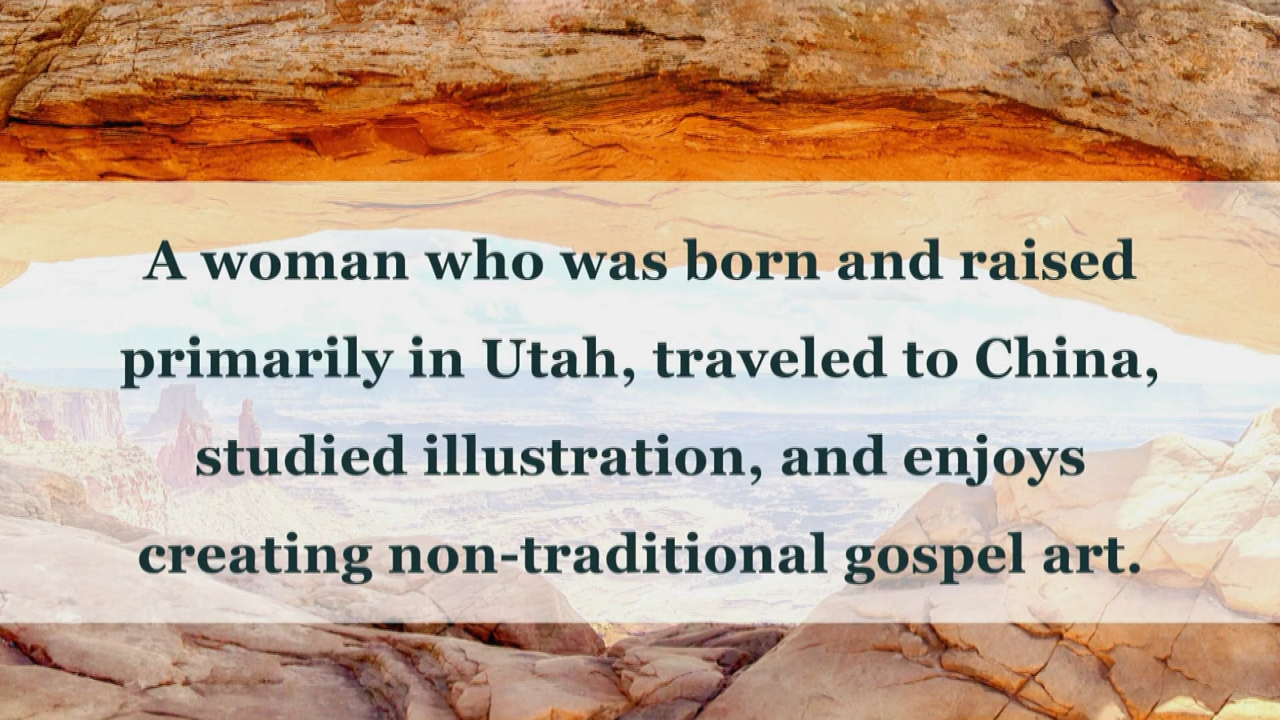 A woman who was born and raised
primarily in Utah, traveled to China,
studied illustration, and enjoys
creating non-traditional gospel art.